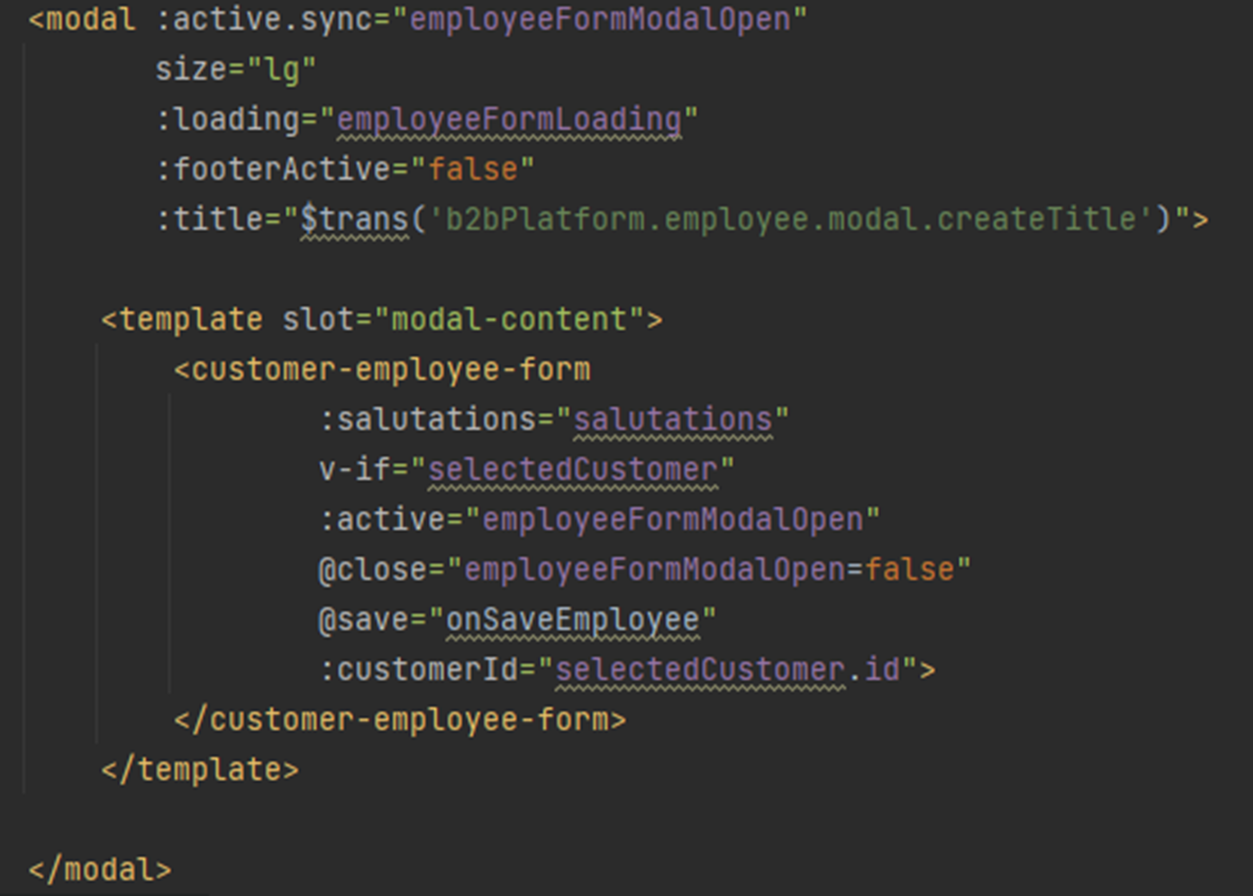 <modal :active.sync="employeeFormModalOpen"
size="lg"
:loading="employeeFormLoading"
:footerActive="false"
:title="$trans('b2bPlatform.employee.modal.createTitle')">
<template slot="modal-content">
<customer-employee-form
:salutations="salutations"
v-if="selectedCustomer"
:active="employeeFormModalOpen"
@close="employeeFormModalOpen=false"
@save="onSaveEmployee"
:customerId="selectedCustomer.id">
</customer-employee-form>
</template>
</modal>